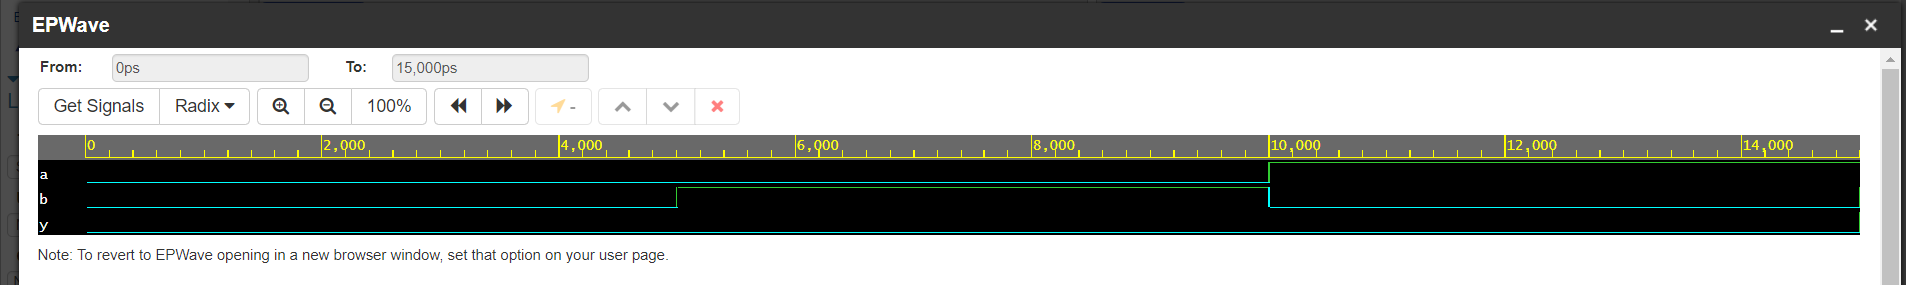 EPWave
From: 0ps To: 15,000ps
Get Signals Radix 100% -
0 2,000 4,000 6,000 8,000 10,000 12,000 14,000
a
b
y
Note: To revert to EPWave opening in a new browser window, set that option on your user page.